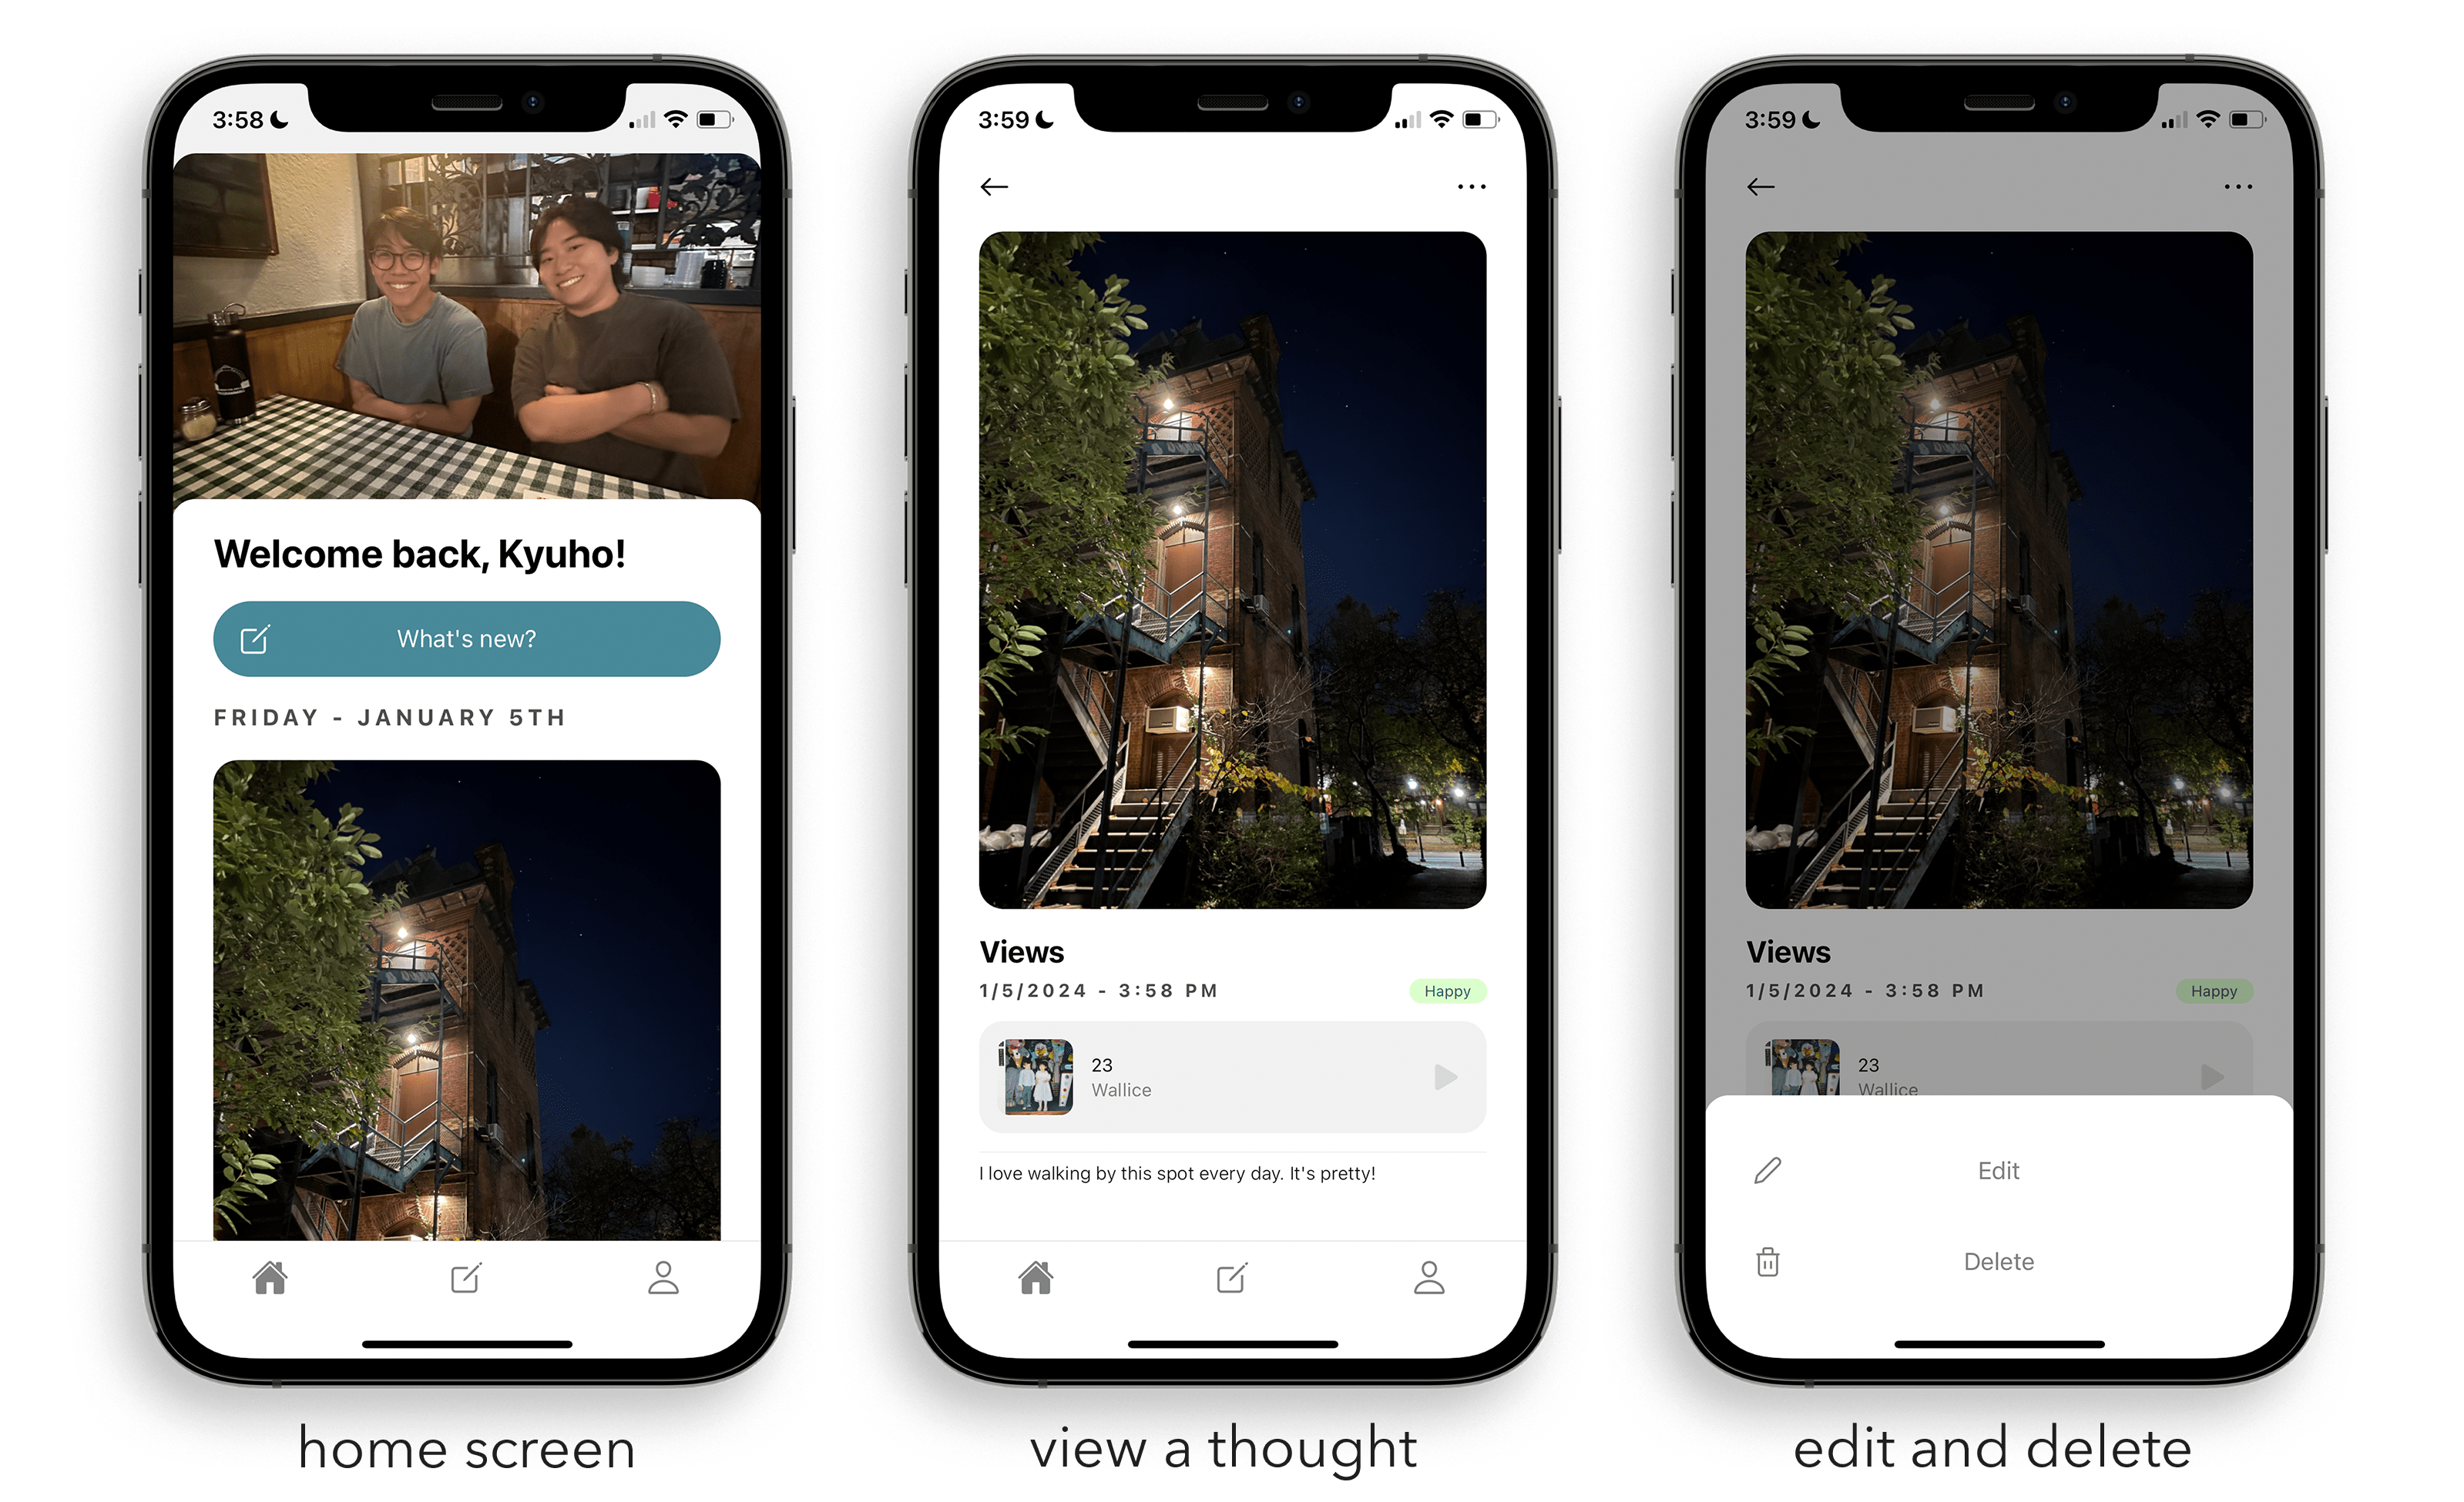 3:58
Welcome back, Kyuho!
What's new?
FRIDAY - JANUARY 5TH
home screen
3:59
Views
1/5/2024 - 3:58 PM
Happy
23
Wallice
I love walking by this spot every day. It's pretty!
view a thought
3:59
Views
1/5/2024 - 3:58 PM
Happy
23
Wallice
Edit
Delete
edit and delete